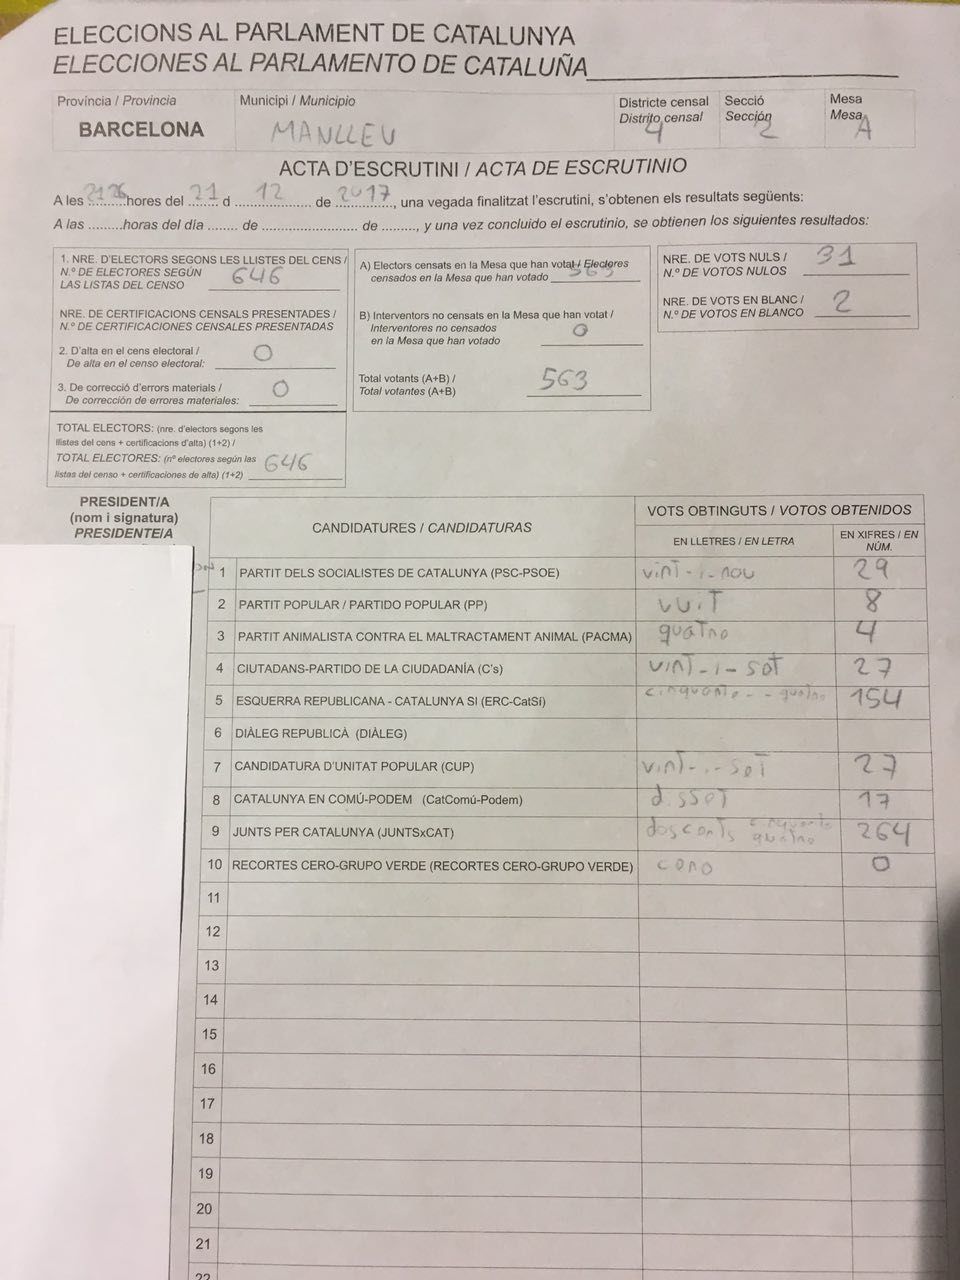 ELECCIONS AL PARLAMENT DE CATALUNYA
ELECCIONES AL PARLAMENTO DE CATALUÑA
Província / Provincia
BARCELONA
Municipi / Municipio
MANLLEU
Districte censal
Distrito censal
4
Secció
Sección
2
Mesa
Mesa
A
ACTA D'ESCRUTINI / ACTA DE ESCRUTINIO
A les 2126 hores del 21 d 12 de 2017, una vegada finalitzat l'escrutini, s'obtenen els resultats següents:
A las .........horas del día ........ de .......................... de ........., y una vez concluido el escrutinio, se obtienen los siguientes resultados:
1. NRE. D'ELECTORS SEGONS LES LLISTES DEL CENS /
N.º DE ELECTORES SEGÚN
LAS LISTAS DEL CENSO 646
NRE. DE CERTIFICACIONS CENSALS PRESENTADES /
N.º DE CERTIFICACIONES CENSALES PRESENTADAS
2. D'alta en el cens electoral /
De alta en el censo electoral: 0
3. De correcció d'errors materials /
De corrección de errores materiales: 0
TOTAL ELECTORS: (nre. d'electors segons les
llistes del cens + certificacions d'alta) (1+2) /
TOTAL ELECTORES: (nº electores según las
listas del censo + certificaciones de alta) (1+2) 646
A) Electors censats en la Mesa que han votat / Electores
censados en la Mesa que han votado 563
B) Interventors no censats en la Mesa que han votat /
Interventores no censados
en la Mesa que han votado 0
Total votants (A+B) /
Total votantes (A+B) 563
NRE. DE VOTS NULS /
N.º DE VOTOS NULOS 31
NRE. DE VOTS EN BLANC /
N.º DE VOTOS EN BLANCO 2
PRESIDENT/A
(nom i signatura)
PRESIDENTE/A
CANDIDATURES / CANDIDATURAS
VOTS OBTINGUTS / VOTOS OBTENIDOS
EN LLETRES / EN LETRA
EN XIFRES / EN
NÚM.
1 PARTIT DELS SOCIALISTES DE CATALUNYA (PSC-PSOE) vint-i-nou 29
2 PARTIT POPULAR / PARTIDO POPULAR (PP) vuit 8
3 PARTIT ANIMALISTA CONTRA EL MALTRACTAMENT ANIMAL (PACMA) quatre 4
4 CIUTADANS-PARTIDO DE LA CIUDADANÍA (C's) vint-i-set 27
5 ESQUERRA REPUBLICANA - CATALUNYA SI (ERC-CatSí) cinquanta - quatre 154
6 DIÀLEG REPUBLICÀ (DIÀLEG)
7 CANDIDATURA D'UNITAT POPULAR (CUP) vint-i-set 27
8 CATALUNYA EN COMÚ-PODEM (CatComú-Podem) disset 17
9 JUNTS PER CATALUNYA (JUNTSxCAT) doscents quatre 264
10 RECORTES CERO-GRUPO VERDE (RECORTES CERO-GRUPO VERDE) cero 0
11
12
13
14
15
16
17
18
19
20
21
22